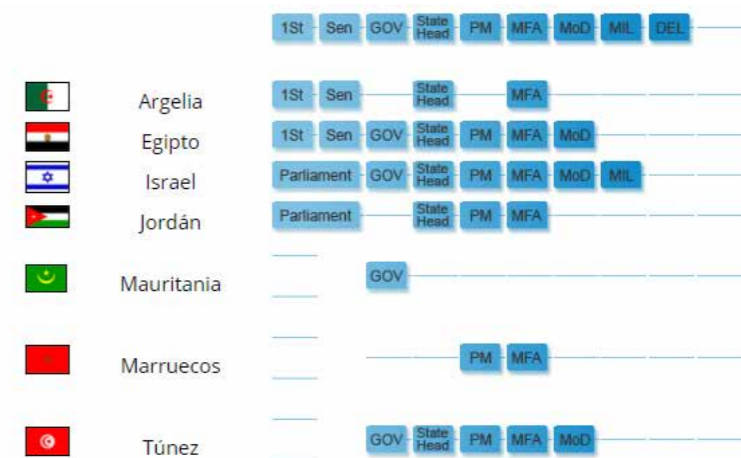 1St Sen GOV State Head PM MFA MoD MIL DEL
Argelia 1St Sen State Head MFA
Egipto 1St Sen GOV State Head PM MFA MoD
Israel Parliament GOV State Head PM MFA MoD MIL
Jordán Parliament State Head PM MFA
Mauritania GOV
Marruecos PM MFA
Túnez GOV State Head PM MFA MoD